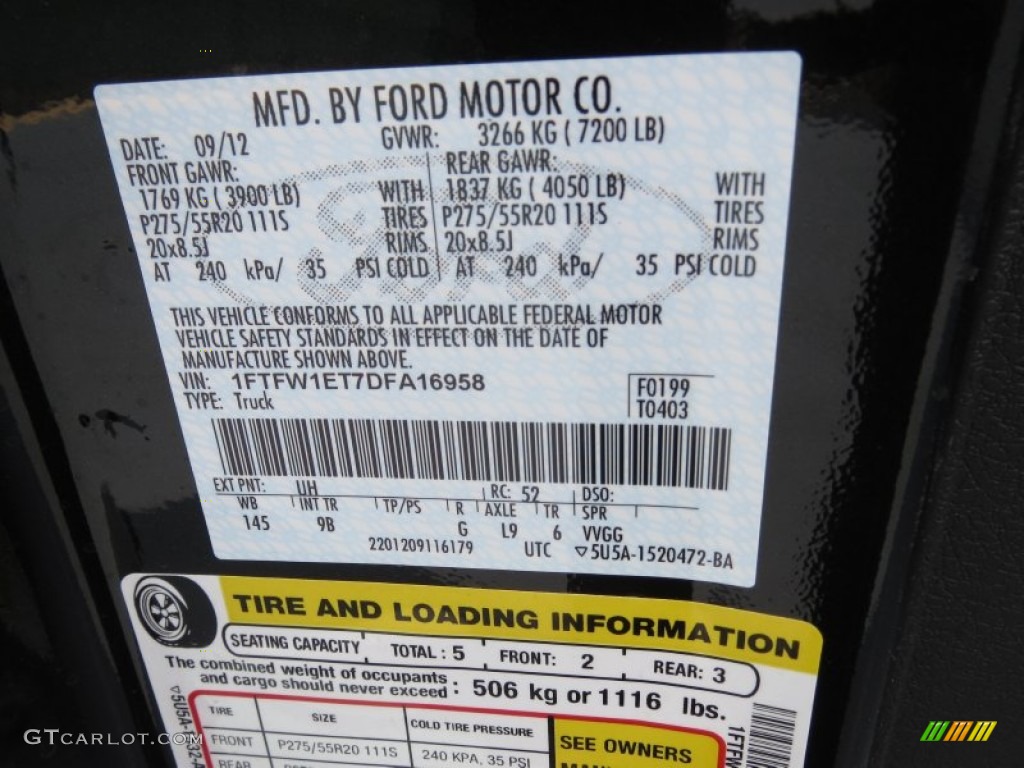 MFD. BY FORD MOTOR CO.
DATE: 09/12 GVWR: 3266 KG ( 7200 LB)
FRONT GAWR: REAR GAWR:
1769 KG ( 3900 LB) WITH 1837 KG ( 4050 LB) WITH
P275/55R20 111S TIRES P275/55R20 111S TIRES
20x8.5J RIMS 20x8.5J RIMS
AT 240 kPa/ 35 PSI COLD AT 240 kPa/ 35 PSI COLD
Ford
THIS VEHICLE CONFORMS TO ALL APPLICABLE FEDERAL MOTOR
VEHICLE SAFETY STANDARDS IN EFFECT ON THE DATE OF
MANUFACTURE SHOWN ABOVE.
VIN: 1FTFW1ET7DFA16958 F0199
TYPE: Truck T0403
EXT PNT: UH RC: 52 DSO:
WB INT TR TP/PS R AXLE TR SPR
145 9B G L9 6 VVGG
2201209116179 UTC ▽5U5A-1520472-BA
TIRE AND LOADING INFORMATION
SEATING CAPACITY TOTAL : 5 FRONT: 2 REAR: 3
The combined weight of occupants
and cargo should never exceed : 506 kg or 1116 lbs.
TIRE SIZE COLD TIRE PRESSURE
FRONT P275/55R20 111S 240 KPA, 35 PSI
SEE OWNERS
REAR
1FTFW
GTCARLOT.COM